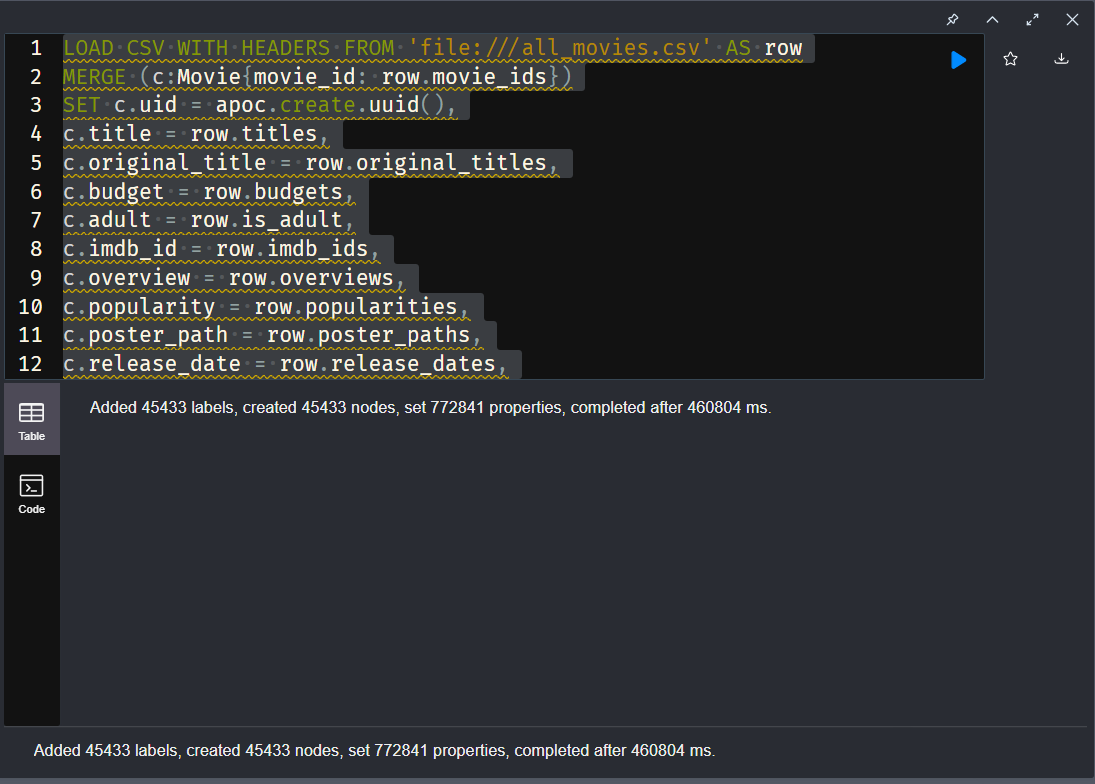 1 LOAD CSV WITH HEADERS FROM 'file:///all_movies.csv' AS row
2 MERGE (c:Movie{movie_id: row.movie_ids})
3 SET c.uid = apoc.create.uuid(),
4 c.title = row.titles,
5 c.original_title = row.original_titles,
6 c.budget = row.budgets,
7 c.adult = row.is_adult,
8 c.imdb_id = row.imdb_ids,
9 c.overview = row.overviews,
10 c.popularity = row.popularities,
11 c.poster_path = row.poster_paths,
12 c.release_date = row.release_dates,
Added 45433 labels, created 45433 nodes, set 772841 properties, completed after 460804 ms.
Table
Code
Added 45433 labels, created 45433 nodes, set 772841 properties, completed after 460804 ms.